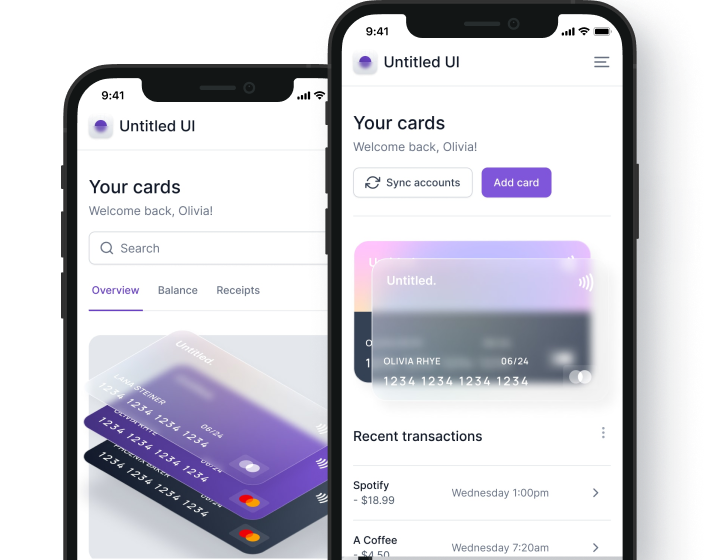 9:41
Untitled UI
Your cards
Welcome back, Olivia!
Search
Overview
Balance
Receipts
Untitled.
LANA STEINER
06/24
1234 1234 1234 1234
OLIVIA RHYE
06/24
1234 1234 1234 1234
PHOENIX BAKER
06/24
1234 1234 1234 1234
9:41
Untitled UI
Your cards
Welcome back, Olivia!
Sync accounts
Add card
Untitled.
OLIVIA RHYE
06/24
1234 1234 1234 1234
Recent transactions
Spotify
- $18.99
Wednesday 1:00pm
A Coffee
- $4.50
Wednesday 7:20am